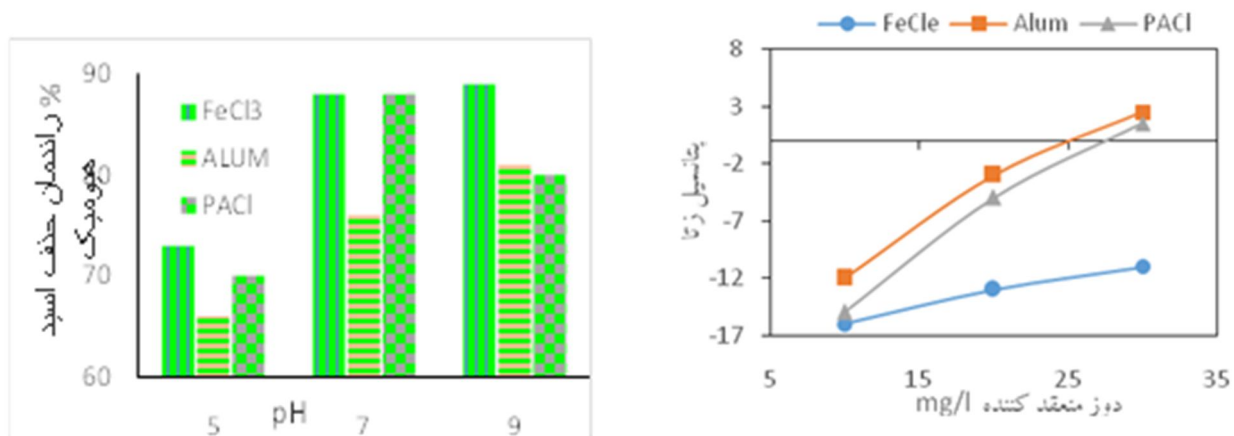 90
80
70
60
% راندمان حذف اسید
هیومیک
FeCl3
ALUM
PACl
5
7
9
pH
FeCle
Alum
PACl
8
3
-2
-7
-12
-17
پتانسیل زتا
5
15
25
35
دوز منعقد کننده mg/l